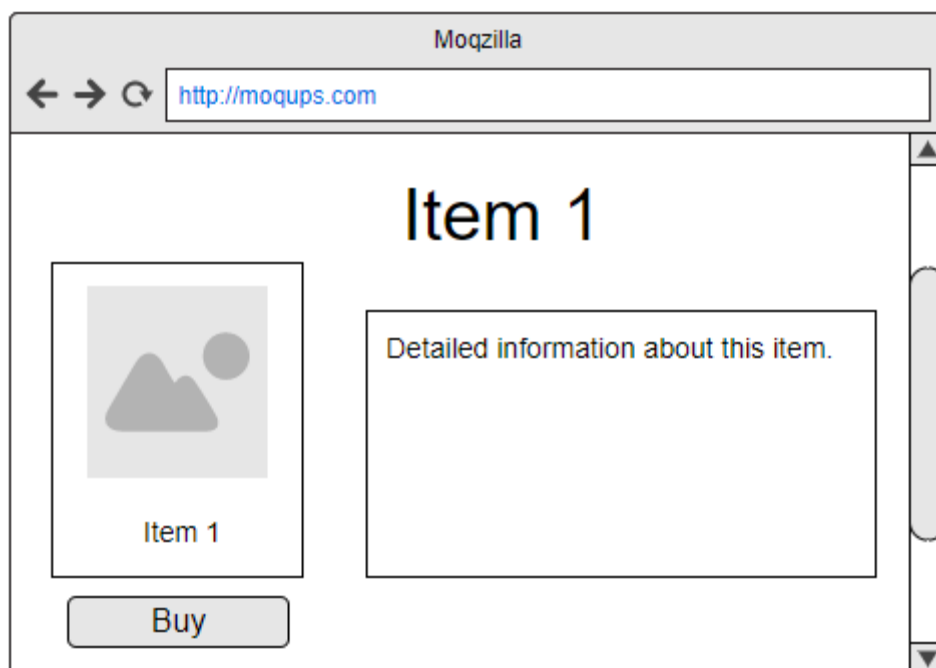 Moqzilla
http://moqups.com
Item 1
Detailed information about this item.
Item 1
Buy